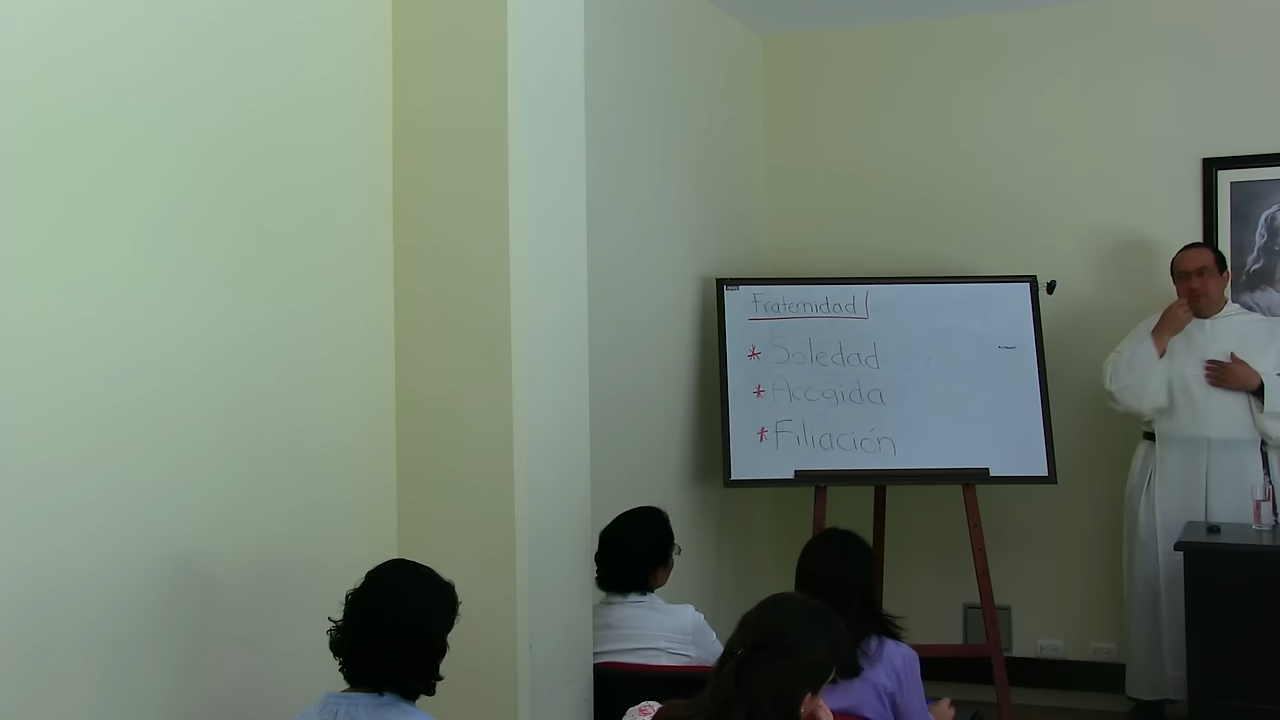 Fraternidad
* Soledad
* Acogida
* Filiación